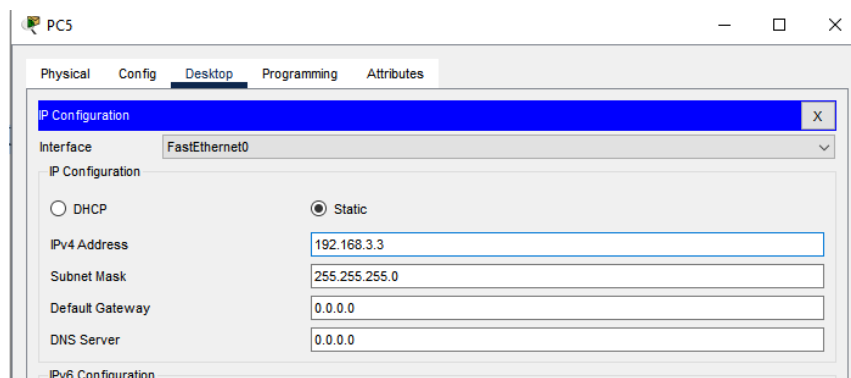 PC5
Physical Config Desktop Programming Attributes
IP Configuration X
Interface FastEthernet0
IP Configuration
DHCP Static
IPv4 Address 192.168.3.3
Subnet Mask 255.255.255.0
Default Gateway 0.0.0.0
DNS Server 0.0.0.0
IPv6 Configuration